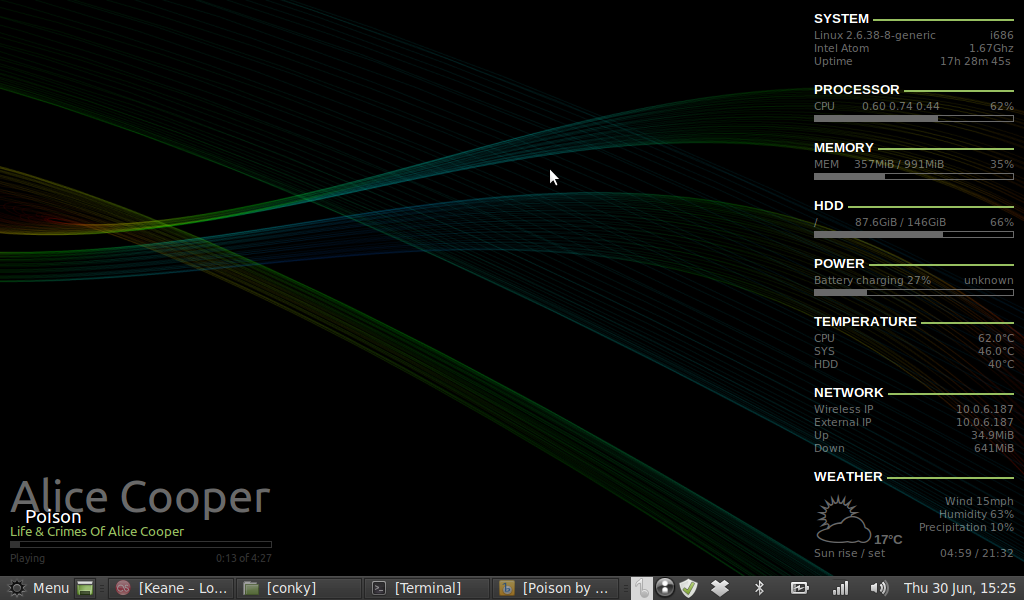 SYSTEM
Linux 2.6.38-8-generic i686
Intel Atom 1.67Ghz
Uptime 17h 28m 45s
PROCESSOR
CPU 0.60 0.74 0.44 62%
MEMORY
MEM 357MiB / 991MiB 35%
HDD
/ 87.6GiB / 146GiB 66%
POWER
Battery charging 27% unknown
TEMPERATURE
CPU 62.0°C
SYS 46.0°C
HDD 40°C
NETWORK
Wireless IP 10.0.6.187
External IP 10.0.6.187
Up 34.9MiB
Down 641MiB
WEATHER
Wind 15mph
Humidity 63%
Precipitation 10%
17°C
Sun rise / set 04:59 / 21:32
Alice Cooper
Poison
Life & Crimes Of Alice Cooper
Playing 0:13 of 4:27
Menu [Keane – Lo... [conky] [Terminal] [Poison by ... Thu 30 Jun, 15:25